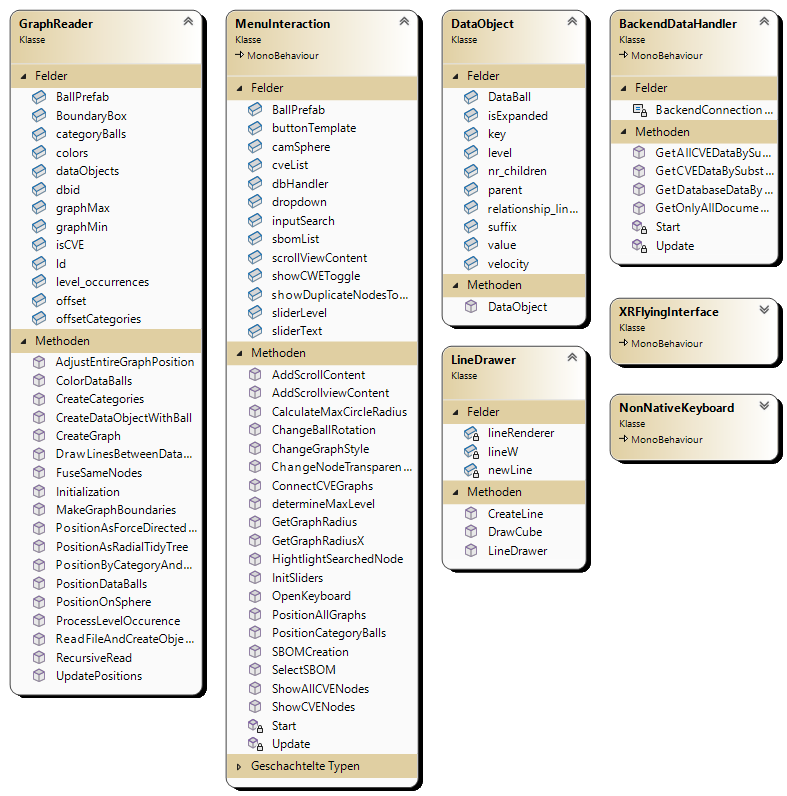 GraphReader
Klasse
Felder
BallPrefab
BoundaryBox
categoryBalls
colors
dataObjects
dbid
graphMax
graphMin
isCVE
Id
level_occurrences
offset
offsetCategories
Methoden
AdjustEntireGraphPosition
ColorDataBalls
CreateCategories
CreateDataObjectWithBall
CreateGraph
DrawLinesBetweenData...
FuseSameNodes
Initialization
MakeGraphBoundaries
PositionAsForceDirected...
PositionAsRadialTidyTree
PositionByCategoryAnd...
PositionDataBalls
PositionOnSphere
ProcessLevelOccurence
ReadFileAndCreateObje...
RecursiveRead
UpdatePositions
MenuInteraction
Klasse
MonoBehaviour
Felder
BallPrefab
buttonTemplate
camSphere
cveList
dbHandler
dropdown
inputSearch
sbomList
scrollViewContent
showCWEToggle
showDuplicateNodesTo...
sliderLevel
sliderText
Methoden
AddScrollContent
AddScrollviewContent
CalculateMaxCircleRadius
ChangeBallRotation
ChangeGraphStyle
ChangeNodeTransparen...
ConnectCVEGraphs
determineMaxLevel
GetGraphRadius
GetGraphRadiusX
HightlightSearchedNode
InitSliders
OpenKeyboard
PositionAllGraphs
PositionCategoryBalls
SBOMCreation
SelectSBOM
ShowAllCVENodes
ShowCVENodes
Start
Update
Geschachtelte Typen
DataObject
Klasse
Felder
DataBall
isExpanded
key
level
nr_children
parent
relationship_lin...
suffix
value
velocity
Methoden
DataObject
LineDrawer
Klasse
Felder
lineRenderer
lineW
newLine
Methoden
CreateLine
DrawCube
LineDrawer
BackendDataHandler
Klasse
MonoBehaviour
Felder
BackendConnection ...
Methoden
GetAllCVEDataBySu...
GetCVEDataBySubst...
GetDatabaseDataBy...
GetOnlyAllDocume...
Start
Update
XRFlyingInterface
Klasse
MonoBehaviour
NonNativeKeyboard
Klasse
MonoBehaviour